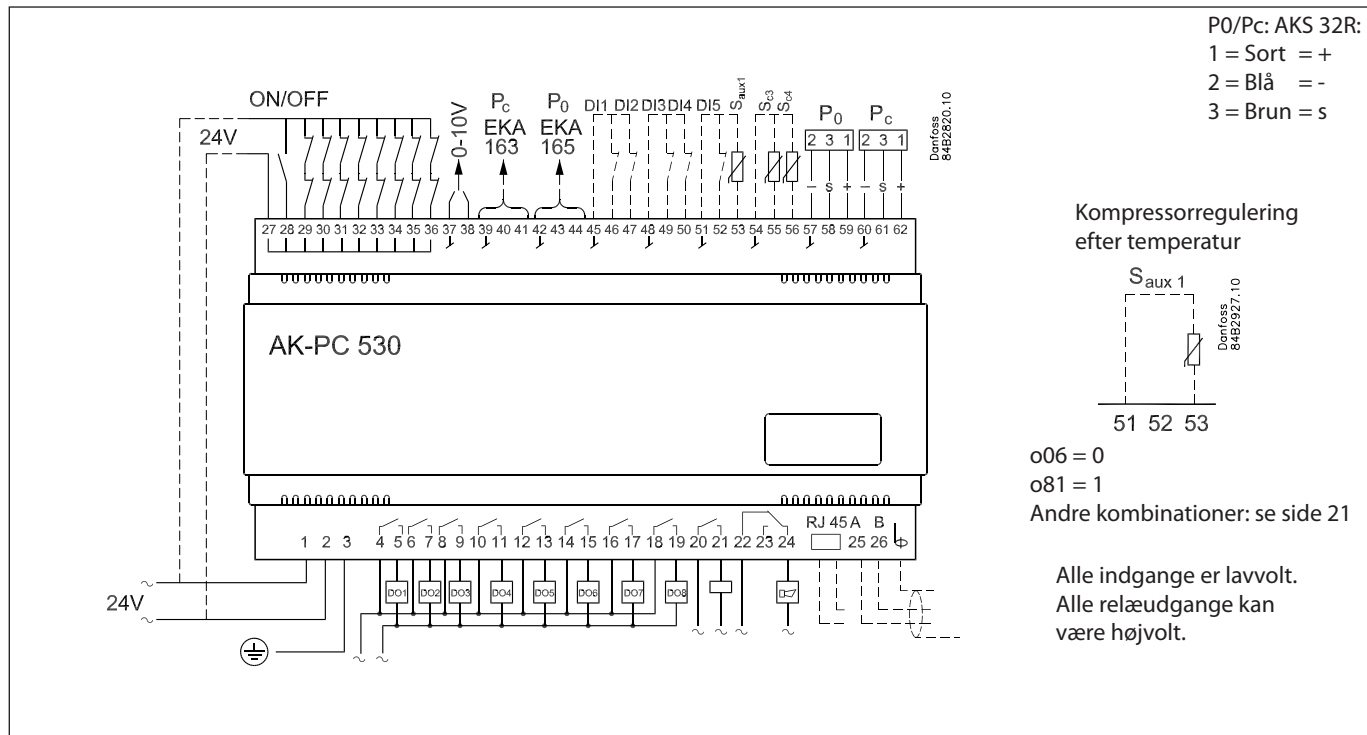 P0/Pc: AKS 32R:
1 = Sort = +
2 = Blå = -
3 = Brun = s
ON/OFF
24V
0-10V
Pc
EKA
163
P0
EKA
165
DI1 DI2 DI3 DI4 DI5 Saux1 Sc3 Sc4
P0 Pc
2 3 1 2 3 1
– s + – s +
Danfoss
84B2820.10
27 28 29 30 31 32 33 34 35 36 37 38 39 40 41 42 43 44 45 46 47 48 49 50 51 52 53 54 55 56 57 58 59 60 61 62
AK-PC 530
Kompressorregulering
efter temperatur
Saux 1
Danfoss
84B2927.10
51 52 53
o06 = 0
o81 = 1
Andre kombinationer: se side 21
Alle indgange er lavvolt.
Alle relæudgange kan
være højvolt.
RJ 45 A B
1 2 3 4 5 6 7 8 9 10 11 12 13 14 15 16 17 18 19 20 21 22 23 24 25 26
DO1 DO2 DO3 DO4 DO5 DO6 DO7 DO8
24V